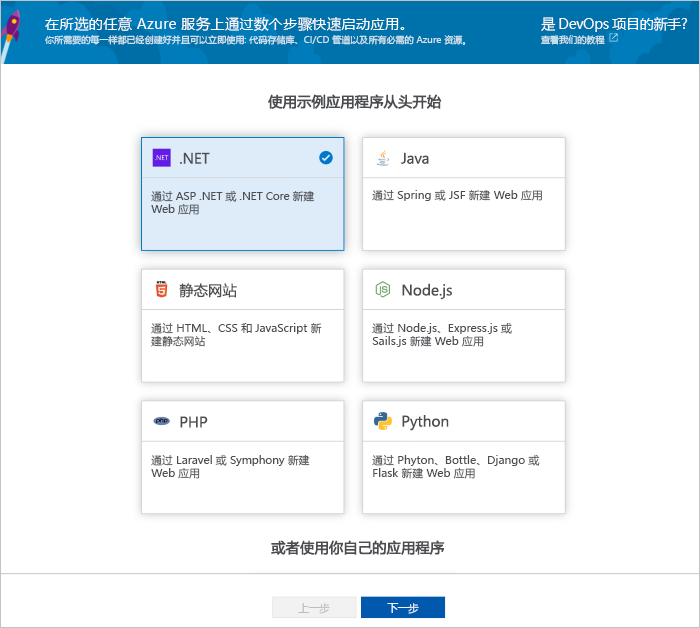 在所选的任意 Azure 服务上通过数个步骤快速启动应用。
你所需要的每一样都已经创建好并且可以立即使用: 代码存储库、CI/CD 管道以及所有必需的 Azure 资源。
是 DevOps 项目的新手?
查看我们的教程
使用示例应用程序从头开始
.NET .NET
通过 ASP .NET 或 .NET Core 新建
Web 应用
Java
通过 Spring 或 JSF 新建 Web 应用
HTML 5 静态网站
通过 HTML、CSS 和 JavaScript 新
建静态网站
JS Node.js
通过 Node.js、Express.js 或
Sails.js 新建 Web 应用
php PHP
通过 Laravel 或 Symphony 新建
Web 应用
Python
通过 Phyton、Bottle、Django 或
Flask 新建 Web 应用
或者使用你自己的应用程序
上一步
下一步